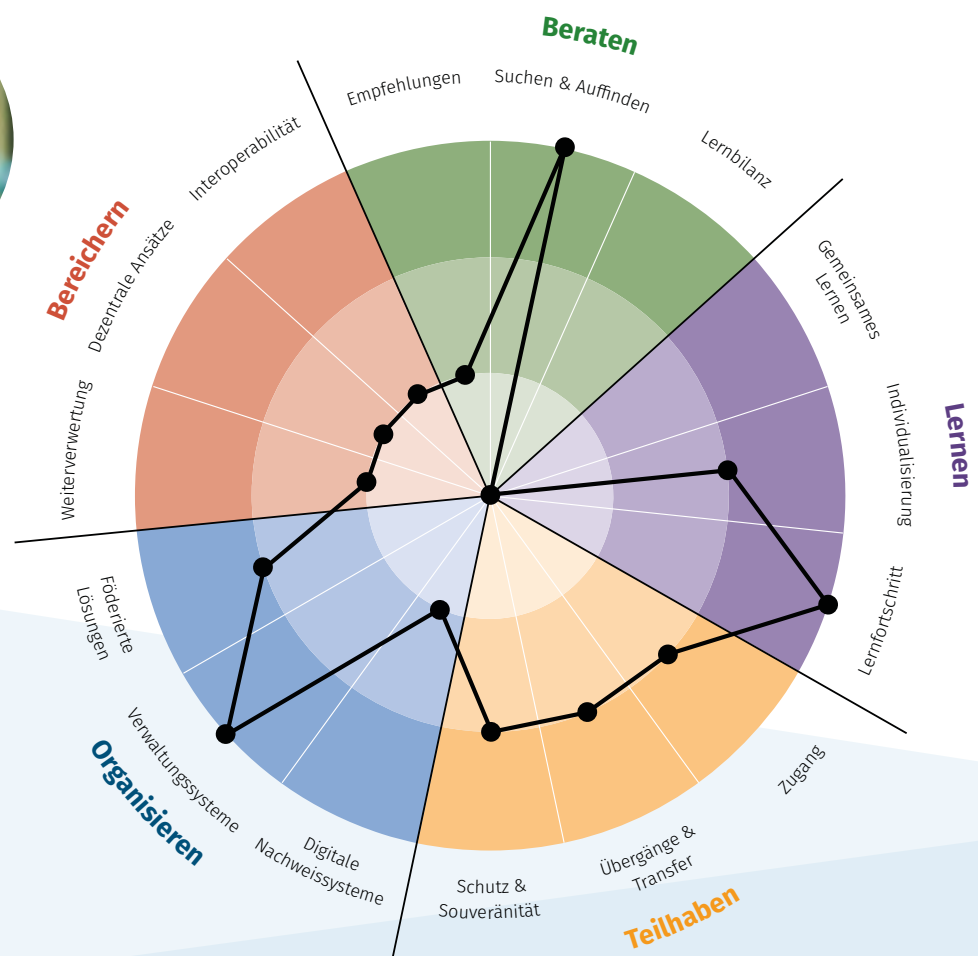 Beraten
Empfehlungen
Suchen & Auffinden
Lernbilanz
Lernen
Gemeinsames
Lernen
Individualisierung
Lernfortschritt
Teilhaben
Zugang
Übergänge &
Transfer
Schutz &
Souveränität
Organisieren
Digitale
Nachweissysteme
Verwaltungssysteme
Föderierte
Lösungen
Bereichern
Weiterverwertung
Dezentrale Ansätze
Interoperabilität